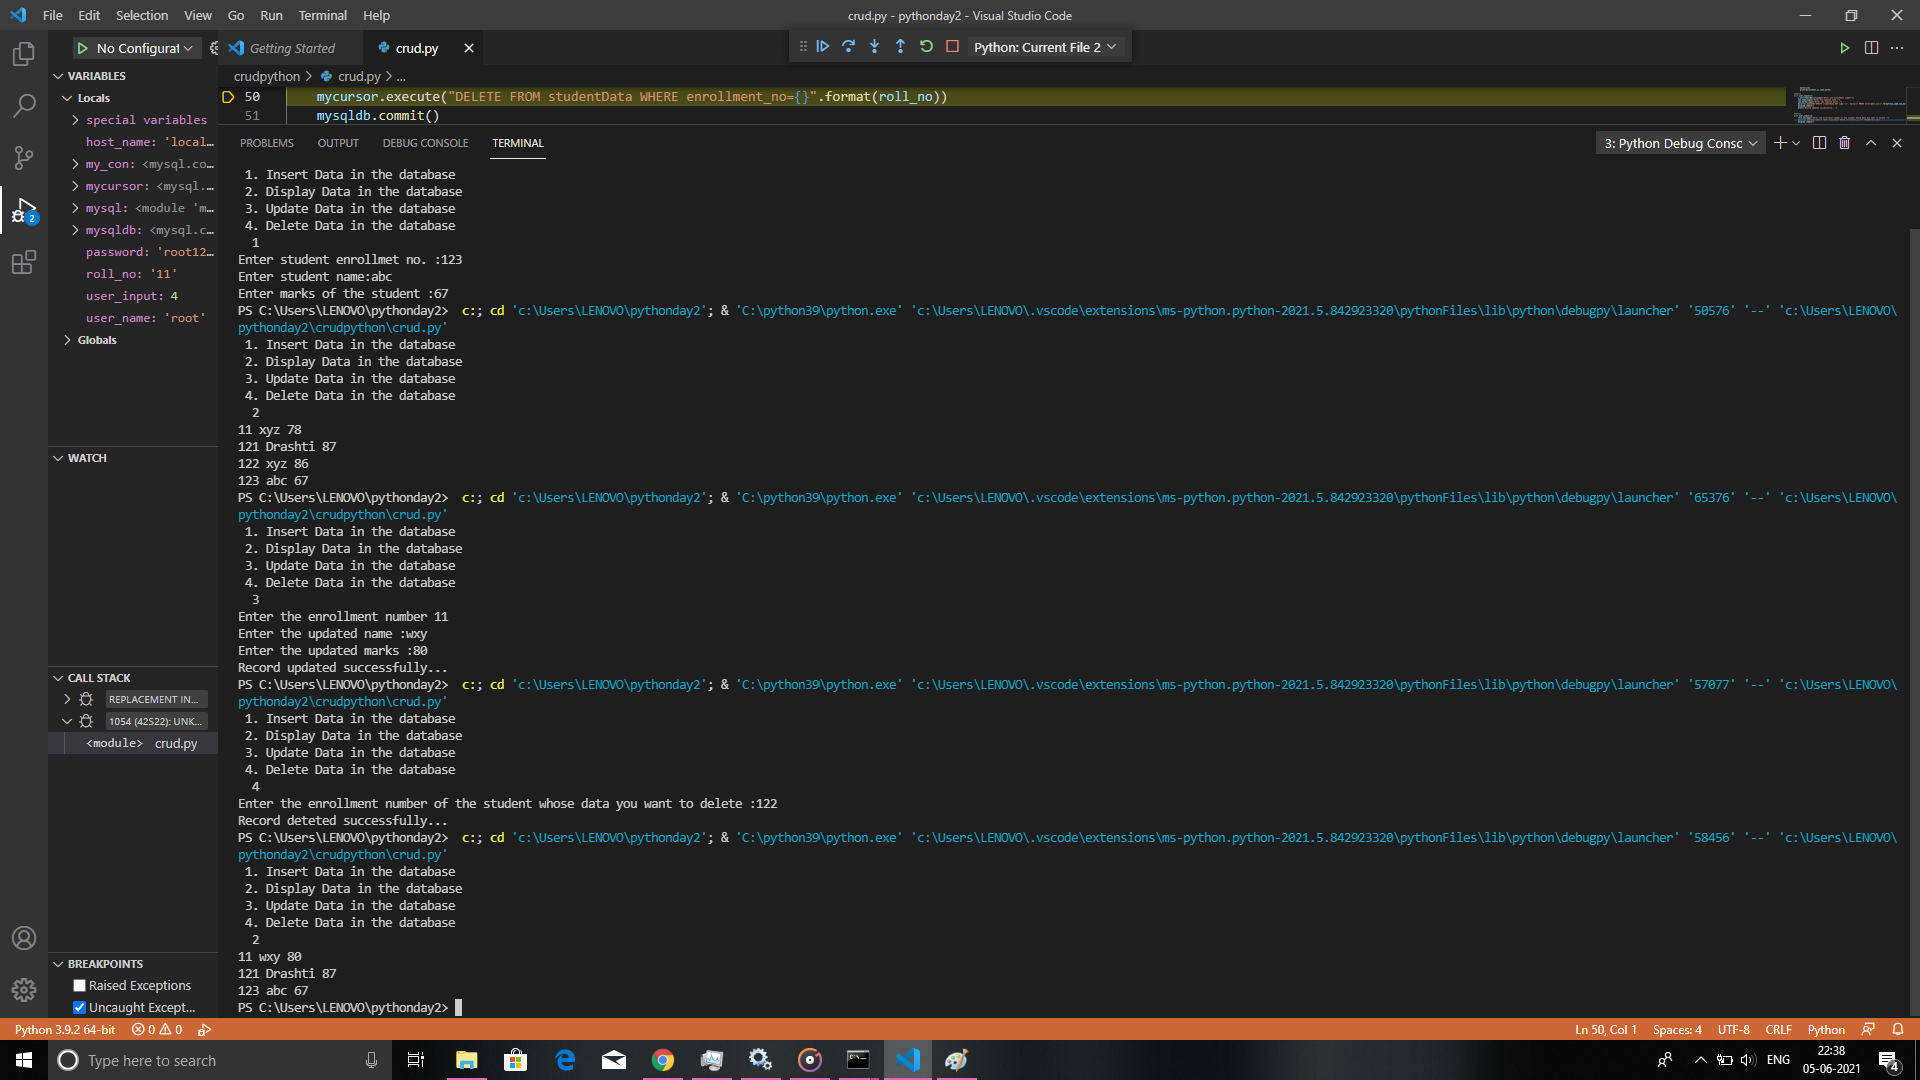 File Edit Selection View Go Run Terminal Help
crud.py - pythonday2 - Visual Studio Code
No Configurat
Getting Started
crud.py
Python: Current File 2
VARIABLES
Locals
special variables
host_name: 'local...
my_con: <mysql.co...
mycursor: <mysql....
mysql: <module 'm...
mysqldb: <mysql.c...
password: 'root12...
roll_no: '11'
user_input: 4
user_name: 'root'
Globals
WATCH
CALL STACK
REPLACEMENT IN...
1054 (42S22): UNK...
<module> crud.py
BREAKPOINTS
Raised Exceptions
Uncaught Except...
2
crudpython > crud.py > ...
50 mycursor.execute("DELETE FROM studentData WHERE enrollment_no={}".format(roll_no))
51 mysqldb.commit()
PROBLEMS OUTPUT DEBUG CONSOLE TERMINAL
3: Python Debug Consc
1. Insert Data in the database
2. Display Data in the database
3. Update Data in the database
4. Delete Data in the database
1
Enter student enrollmet no. :123
Enter student name:abc
Enter marks of the student :67
PS C:\Users\LENOVO\pythonday2> c:; cd 'c:\Users\LENOVO\pythonday2'; & 'C:\python39\python.exe' 'c:\Users\LENOVO\.vscode\extensions\ms-python.python-2021.5.842923320\pythonFiles\lib\python\debugpy\launcher' '50576' '--' 'c:\Users\LENOVO\
pythonday2\crudpython\crud.py'
1. Insert Data in the database
2. Display Data in the database
3. Update Data in the database
4. Delete Data in the database
2
11 xyz 78
121 Drashti 87
122 xyz 86
123 abc 67
PS C:\Users\LENOVO\pythonday2> c:; cd 'c:\Users\LENOVO\pythonday2'; & 'C:\python39\python.exe' 'c:\Users\LENOVO\.vscode\extensions\ms-python.python-2021.5.842923320\pythonFiles\lib\python\debugpy\launcher' '65376' '--' 'c:\Users\LENOVO\
pythonday2\crudpython\crud.py'
1. Insert Data in the database
2. Display Data in the database
3. Update Data in the database
4. Delete Data in the database
3
Enter the enrollment number 11
Enter the updated name :wxy
Enter the updated marks :80
Record updated successfully...
PS C:\Users\LENOVO\pythonday2> c:; cd 'c:\Users\LENOVO\pythonday2'; & 'C:\python39\python.exe' 'c:\Users\LENOVO\.vscode\extensions\ms-python.python-2021.5.842923320\pythonFiles\lib\python\debugpy\launcher' '57077' '--' 'c:\Users\LENOVO\
pythonday2\crudpython\crud.py'
1. Insert Data in the database
2. Display Data in the database
3. Update Data in the database
4. Delete Data in the database
4
Enter the enrollment number of the student whose data you want to delete :122
Record deteted successfully...
PS C:\Users\LENOVO\pythonday2> c:; cd 'c:\Users\LENOVO\pythonday2'; & 'C:\python39\python.exe' 'c:\Users\LENOVO\.vscode\extensions\ms-python.python-2021.5.842923320\pythonFiles\lib\python\debugpy\launcher' '58456' '--' 'c:\Users\LENOVO\
pythonday2\crudpython\crud.py'
1. Insert Data in the database
2. Display Data in the database
3. Update Data in the database
4. Delete Data in the database
2
11 wxy 80
121 Drashti 87
123 abc 67
PS C:\Users\LENOVO\pythonday2>
Python 3.9.2 64-bit 0 0
Ln 50, Col 1 Spaces: 4 UTF-8 CRLF Python
Type here to search
ENG
22:38
05-06-2021
4